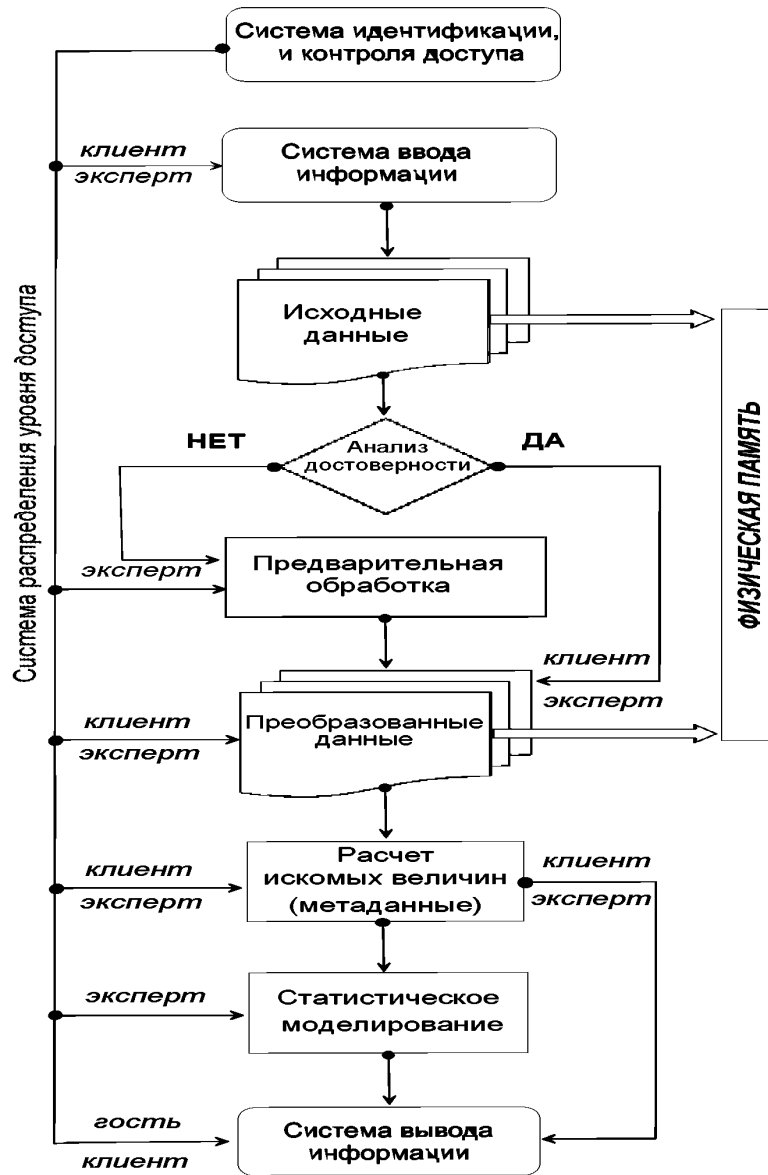 Система идентификации,
и контроля доступа
клиент
эксперт
Система ввода
информации
Система распределения уровня доступа
Исходные
данные
ФИЗИЧЕСКАЯ ПАМЯТЬ
НЕТ
Анализ
достоверности
ДА
эксперт
Предварительная
обработка
клиент
эксперт
клиент
эксперт
Преобразованные
данные
клиент
эксперт
Расчет
искомых величин
(метаданные)
клиент
эксперт
эксперт
Статистическое
моделирование
гость
клиент
Система вывода
информации